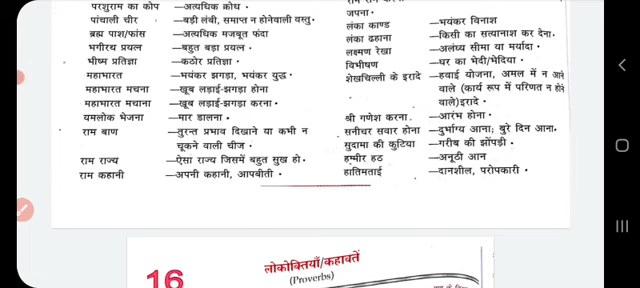 परशुराम का कोप —अत्यधिक क्रोध •
पांचाली चीर —बड़ी लंबी, समाप्त न होनेवाली वस्तु•
ब्रह्म पाश/फांस —अत्यधिक मजबूत फंदा
भगीरथ प्रयत्न —बहुत बड़ा प्रयत्न •
भीष्म प्रतिज्ञा —कठोर प्रतिज्ञा •
महाभारत —भयंकर झगड़ा, भयंकर युद्ध •
महाभारत मचना —खूब लड़ाई-झगड़ा होना
महाभारत मचाना —खूब लड़ाई-झगड़ा करना •
यमलोक भेजना —मार डालना •
राम बाण —तुरन्त प्रभाव दिखाने या कभी न
चूकने वाली चीज •
राम राज्य —ऐसा राज्य जिसमें बहुत सुख हो•
राम कहानी —अपनी कहानी, आपबीती •
जपना •
लंका काण्ड —भयंकर विनाश
लंका ढहाना —किसी का सत्यानाश कर देना•
लक्ष्मण रेखा —अलंघ्य सीमा या मर्यादा •
विभीषण —घर का भेदी/भेदिया •
शेखचिल्ली के इरादे —हवाई योजना, अमल में न आने
वाले (कार्य रूप में परिणत न होने
वाले)इरादे •
श्री गणेश करना —आरंभ होना •
सनीचर सवार होना —दुर्भाग्य आना; बुरे दिन आना•
सुदामा की कुटिया —गरीब की झोंपड़ी •
हम्मीर हठ —अनूठी आन
हातिमताई —दानशील, परोपकारी •
16
लोकोक्तियाँ/कहावतें
(Proverbs)